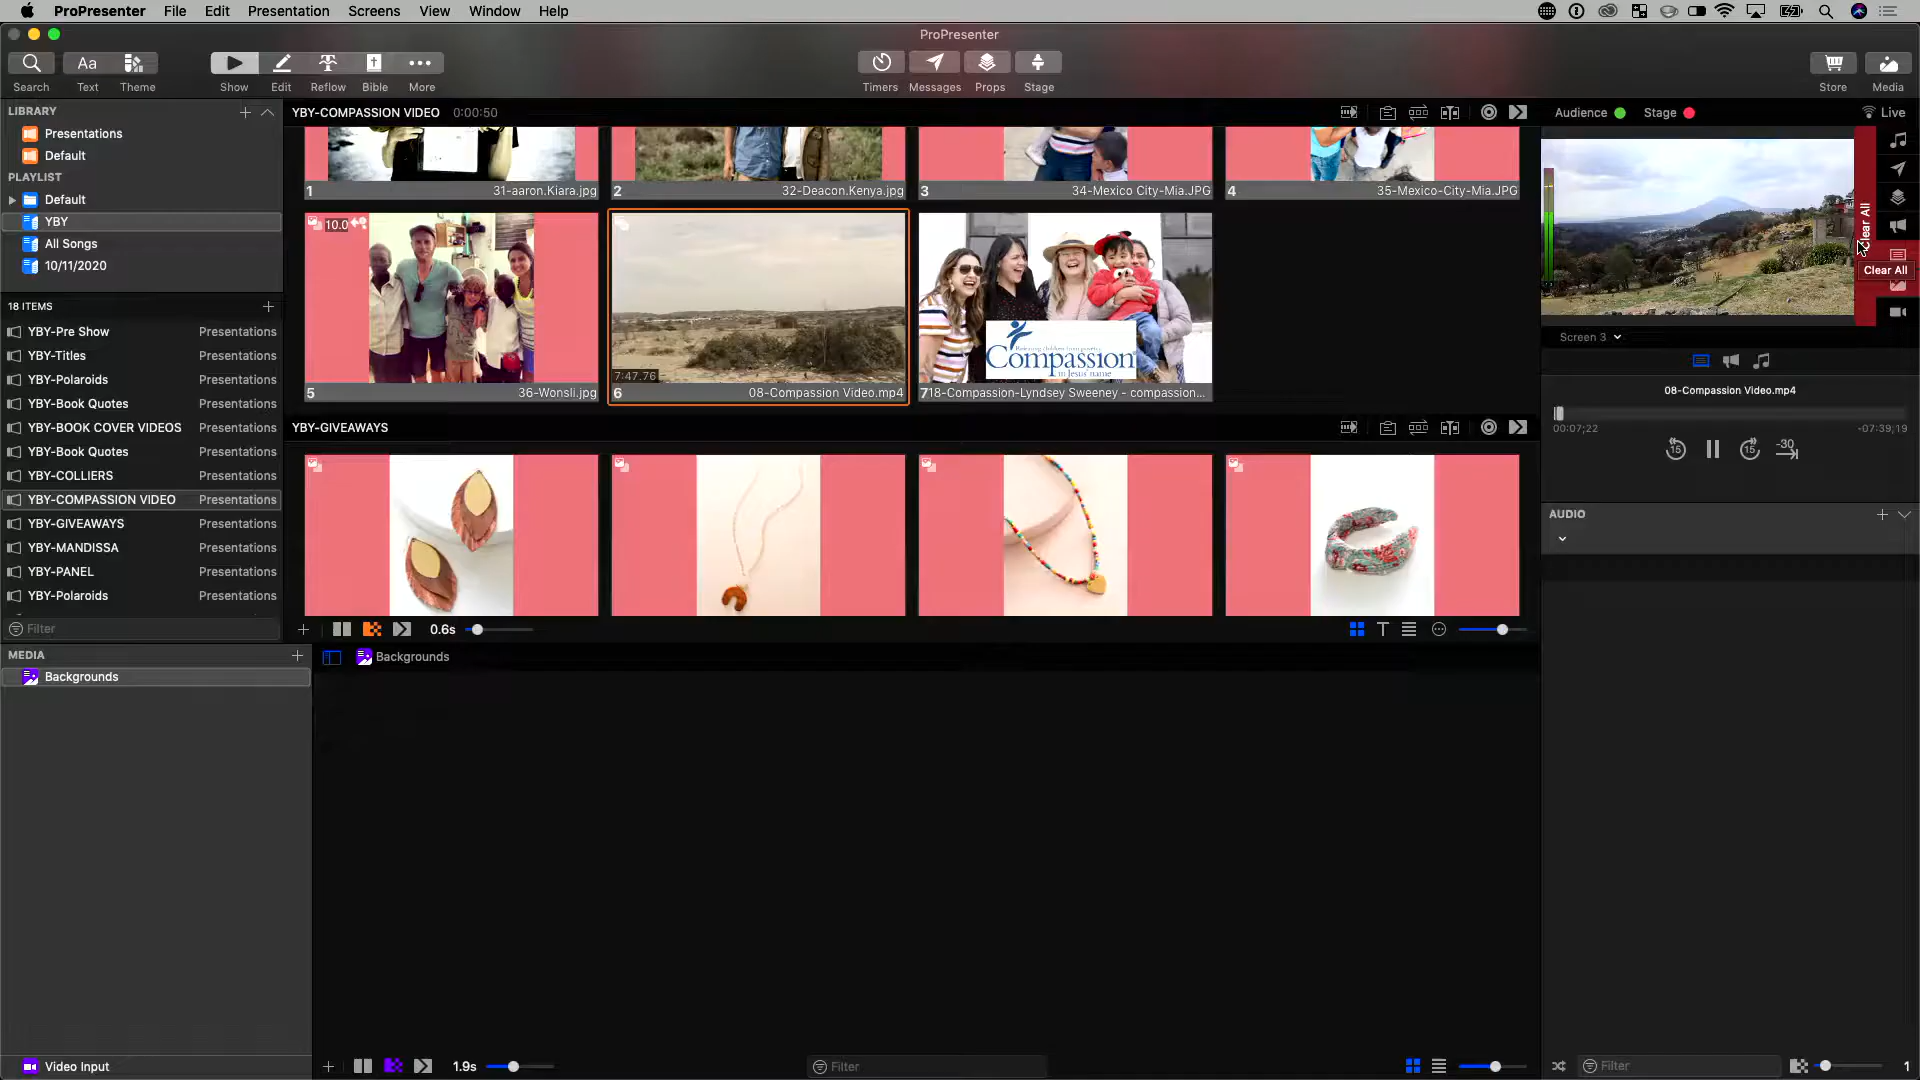 ProPresenter File Edit Presentation Screens View Window Help
ProPresenter
Aa
Search Text Theme Show Edit Reflow Bible More Timers Messages Props Stage Store Media
LIBRARY
Presentations
Default
PLAYLIST
Default
YBY
All Songs
10/11/2020
18 ITEMS
YBY-Pre Show Presentations
YBY-Titles Presentations
YBY-Polaroids Presentations
YBY-Book Quotes Presentations
YBY-BOOK COVER VIDEOS Presentations
YBY-Book Quotes Presentations
YBY-COLLIERS Presentations
YBY-COMPASSION VIDEO Presentations
YBY-GIVEAWAYS Presentations
YBY-MANDISSA Presentations
YBY-PANEL Presentations
YBY-Polaroids Presentations
Filter
MEDIA
Backgrounds
Video Input
YBY-COMPASSION VIDEO 0:00:50
1 31-aaron.Kiara.jpg
2 32-Deacon.Kenya.jpg
3 34-Mexico City-Mia.JPG
4 35-Mexico-City-Mia.JPG
10.0
5 36-Wonsli.jpg
7:47.76
6 08-Compassion Video.mp4
Compassion
in Jesus' name
7 18-Compassion-Lyndsey Sweeney - compassion...
YBY-GIVEAWAYS
0.6s
Backgrounds
1.9s
Filter
Audience Stage Live
Clear All
Clear All
Screen 3
08-Compassion Video.mp4
00:07;22 -07:39;19
15 15 -30
AUDIO
Filter 1